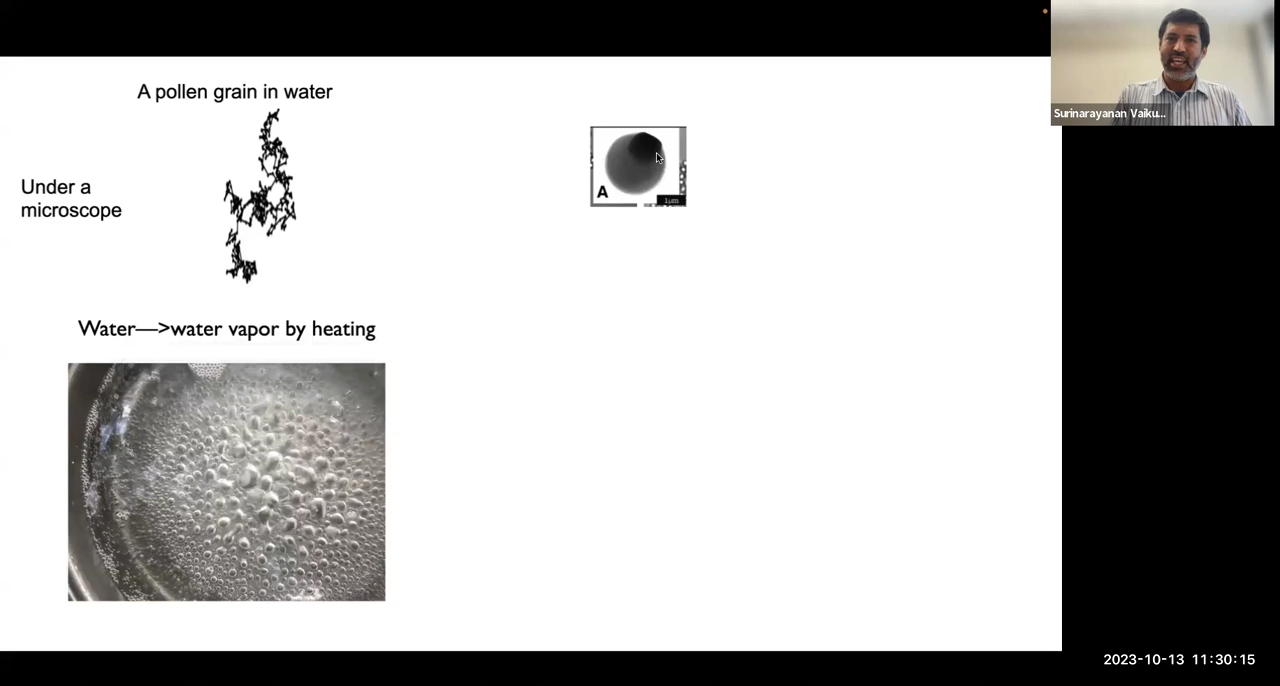 A pollen grain in water
Under a
microscope
Water—>water vapor by heating
A
1µm
Surinarayanan Vaiku...
2023-10-13 11:30:15